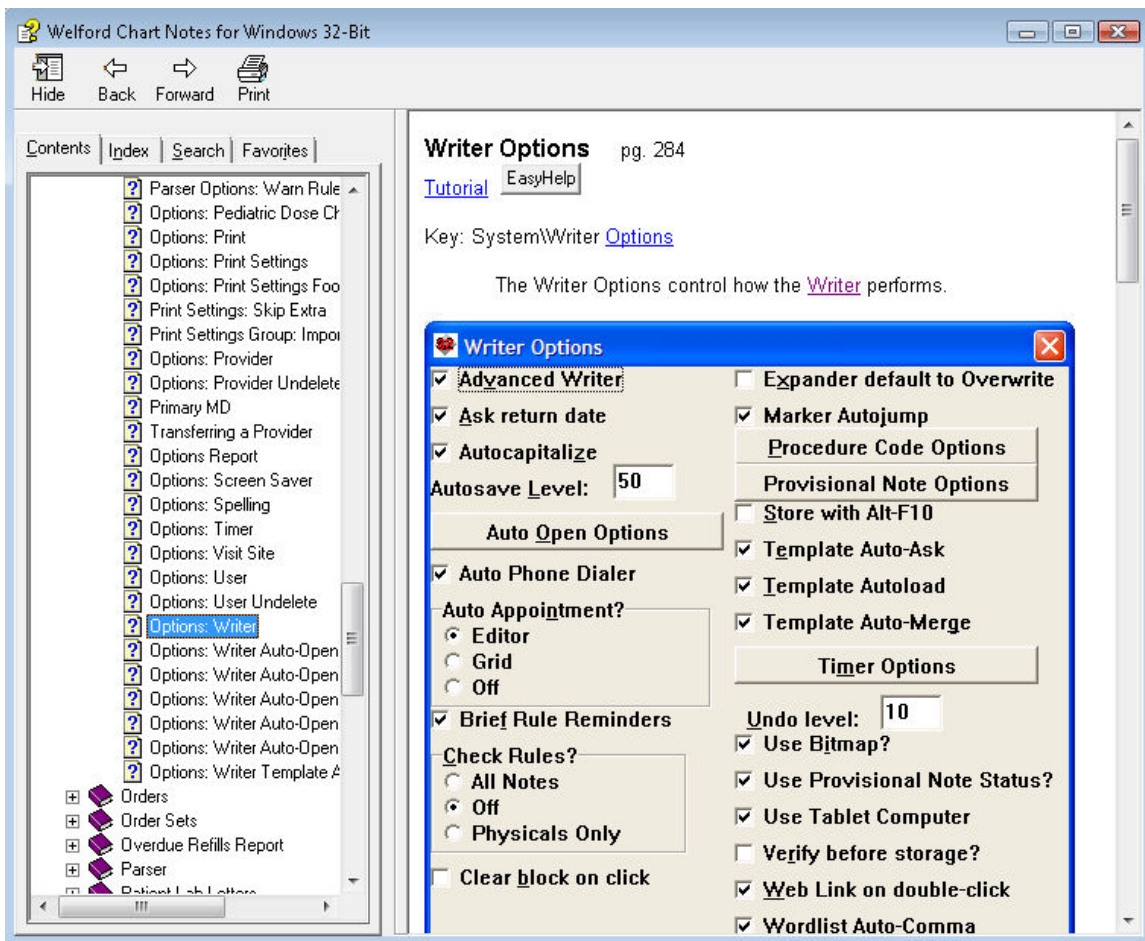 Welford Chart Notes for Windows 32-Bit
Hide Back Forward Print
Contents Index Search Favorites
Parser Options: Warn Rule
Options: Pediatric Dose Ch
Options: Print
Options: Print Settings
Options: Print Settings Foo
Print Settings: Skip Extra
Print Settings Group: Impor
Options: Provider
Options: Provider Undelete
Primary MD
Transferring a Provider
Options Report
Options: Screen Saver
Options: Spelling
Options: Timer
Options: Visit Site
Options: User
Options: User Undelete
Options: Writer
Options: Writer Auto-Open
Options: Writer Auto-Open
Options: Writer Auto-Open
Options: Writer Auto-Open
Options: Writer Auto-Open
Options: Writer Template A
Orders
Order Sets
Overdue Refills Report
Parser
Patient Lab Letters
Writer Options pg. 284
Tutorial EasyHelp
Key: System\Writer Options
The Writer Options control how the Writer performs.
Writer Options
Advanced Writer
Ask return date
Autocapitalize
Autosave Level: 50
Auto Open Options
Auto Phone Dialer
Auto Appointment?
Editor
Grid
Off
Brief Rule Reminders
Check Rules?
All Notes
Off
Physicals Only
Clear block on click
Expander default to Overwrite
Marker Autojump
Procedure Code Options
Provisional Note Options
Store with Alt-F10
Template Auto-Ask
Template Autoload
Template Auto-Merge
Timer Options
Undo level: 10
Use Bitmap?
Use Provisional Note Status?
Use Tablet Computer
Verify before storage?
Web Link on double-click
Wordlist Auto-Comma